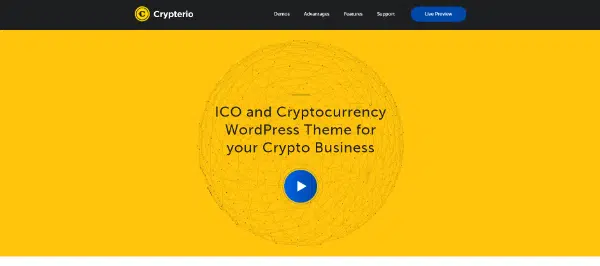 Crypterio
Demos
Advantages
Features
Support
Live Preview
ICO and Cryptocurrency
WordPress Theme for
your Crypto Business